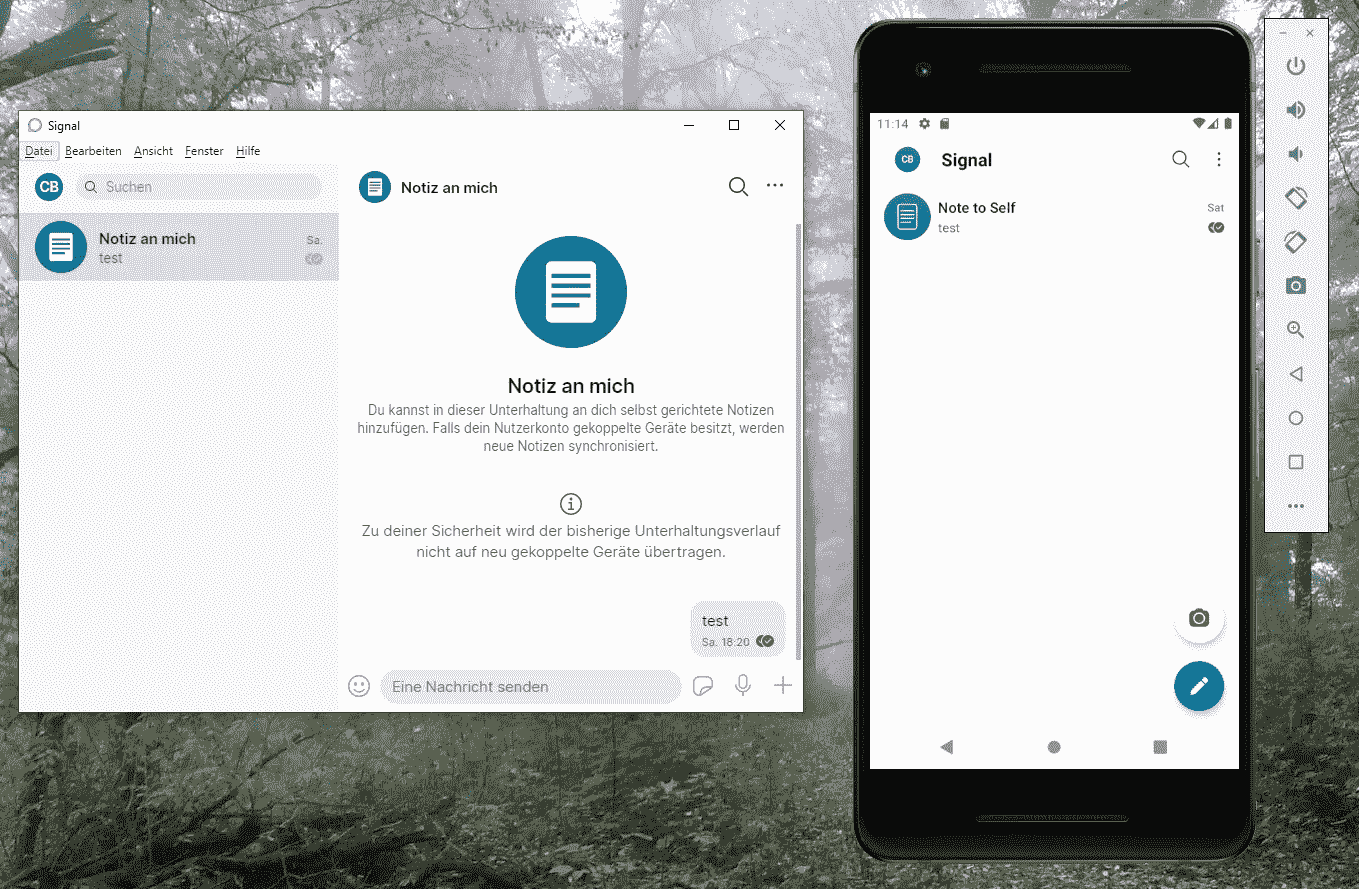 Signal
Datei Bearbeiten Ansicht Fenster Hilfe
CB Suchen
Notiz an mich Sa.
test
Notiz an mich
Notiz an mich
Du kannst in dieser Unterhaltung an dich selbst gerichtete Notizen
hinzufügen. Falls dein Nutzerkonto gekoppelte Geräte besitzt, werden
neue Notizen synchronisiert.
Zu deiner Sicherheit wird der bisherige Unterhaltungsverlauf
nicht auf neu gekoppelte Geräte übertragen.
test
Sa. 18:20
Eine Nachricht senden
11:14
CB Signal
Note to Self Sat
test